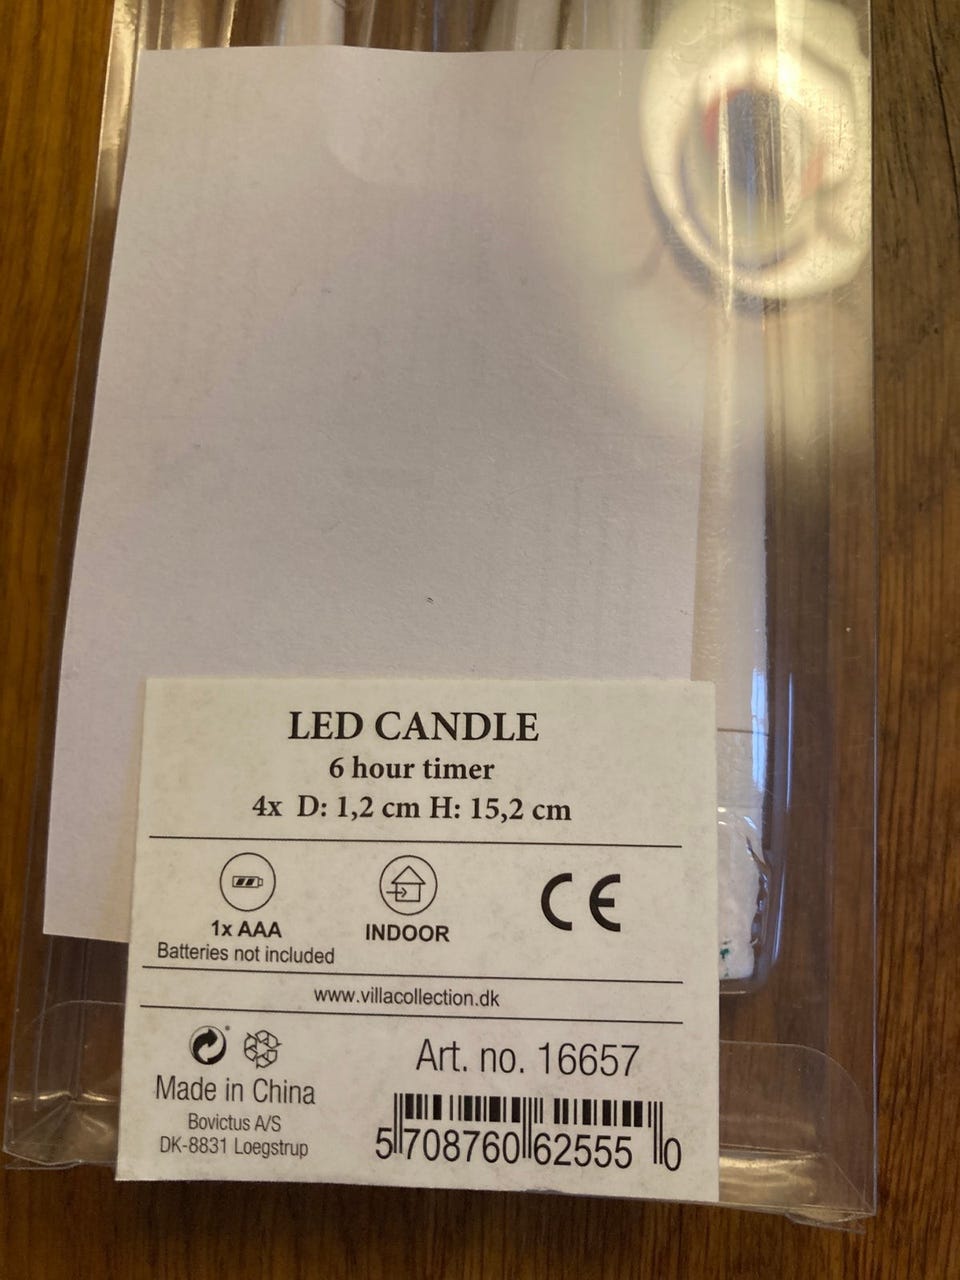 LED CANDLE
6 hour timer
4x D: 1,2 cm H: 15,2 cm
1x AAA
Batteries not included
INDOOR
CE
www.villacollection.dk
Made in China
Bovictus A/S
DK-8831 Loegstrup
Art. no. 16657
5 708760 62555 0